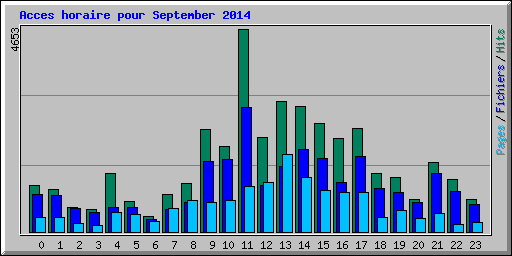 Acces horaire pour September 2014
4653
Pages / Fichiers / Hits
0 1 2 3 4 5 6 7 8 9 10 11 12 13 14 15 16 17 18 19 20 21 22 23